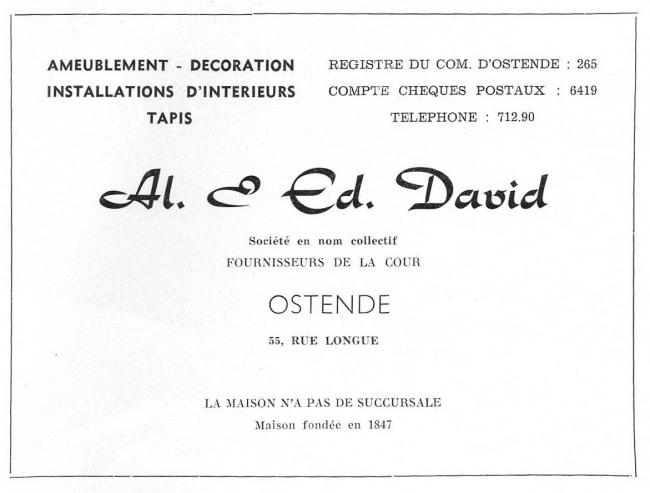 AMEUBLEMENT - DECORATION
INSTALLATIONS D'INTERIEURS
TAPIS
REGISTRE DU COM. D'OSTENDE : 265
COMPTE CHEQUES POSTAUX : 6419
TELEPHONE : 712.90
Al. & Ed. David
Société en nom collectif
FOURNISSEURS DE LA COUR
OSTENDE
55, RUE LONGUE
LA MAISON N'A PAS DE SUCCURSALE
Maison fondée en 1847